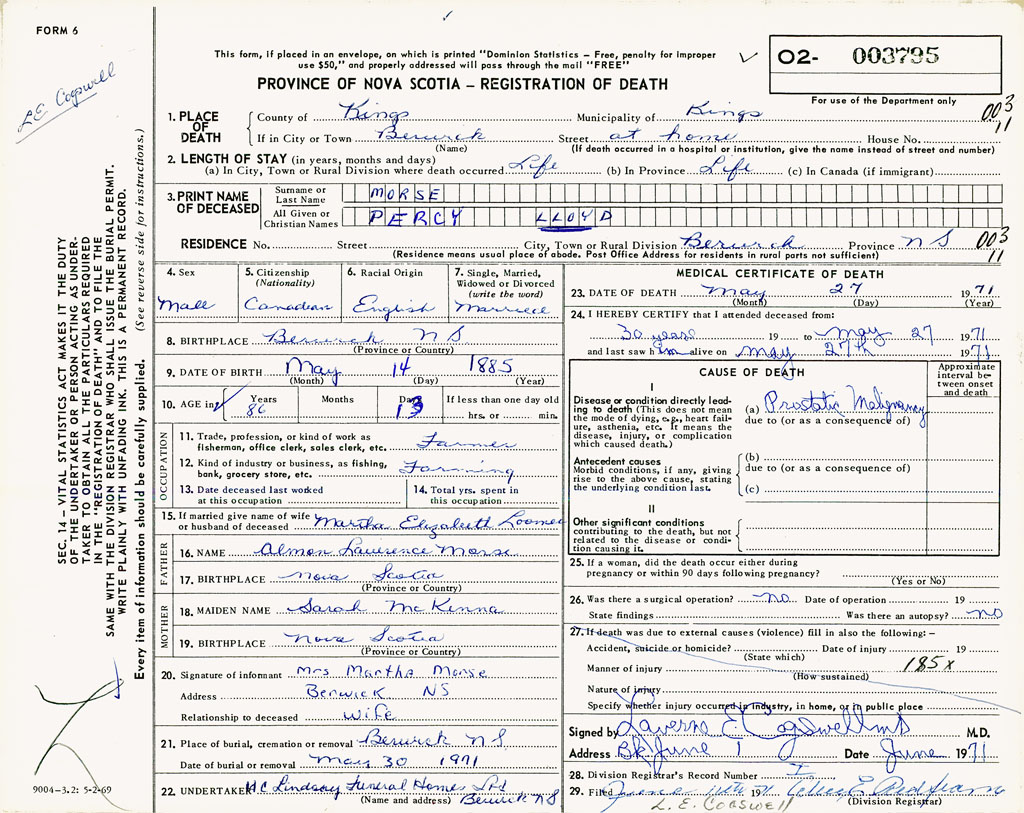 FORM 6
L E Cogswell
This form, if placed in an envelope, on which is printed "Dominion Statistics – Free, penalty for improper
use $50," and properly addressed will pass through the mail "FREE"
PROVINCE OF NOVA SCOTIA – REGISTRATION OF DEATH
02- 003795
For use of the Department only
003
11
SEC. 14 – VITAL STATISTICS ACT MAKES IT THE DUTY
OF THE UNDERTAKER OR PERSON ACTING AS UNDERTAKER
TO OBTAIN ALL THE PARTICULARS REQUIRED
IN THE "REGISTRATION OF DEATH" AND TO FILE THE
SAME WITH THE DIVISION REGISTRAR WHO SHALL ISSUE THE BURIAL PERMIT.
WRITE PLAINLY WITH UNFADING INK. THIS IS A PERMANENT RECORD.
Every item of information should be carefully supplied. (See reverse side for instructions.)
1. PLACE OF DEATH County of Kings Municipality of Kings
If in City or Town Berwick Street at home House No.
(Name) (If death occurred in a hospital or institution, give the name instead of street and number)
2. LENGTH OF STAY (in years, months and days)
(a) In City, Town or Rural Division where death occurred Life (b) In Province Life (c) In Canada (if immigrant)
3. PRINT NAME OF DECEASED Surname or Last Name MORSE
All Given or Christian Names PERCY LLOYD
RESIDENCE No. Street City, Town or Rural Division Berwick Province N S 003
11
(Residence means usual place of abode. Post Office Address for residents in rural parts not sufficient)
4. Sex Male
5. Citizenship (Nationality) Canadian
6. Racial Origin English
7. Single, Married, Widowed or Divorced (write the word) Married
8. BIRTHPLACE Berwick N S
(Province or Country)
9. DATE OF BIRTH May 14 1885
(Month) (Day) (Year)
10. AGE in Years 86 Months Days 13 If less than one day old hrs. or min.
OCCUPATION
11. Trade, profession, or kind of work as fisherman, office clerk, sales clerk, etc. Farmer
12. Kind of industry or business, as fishing, bank, grocery store, etc. Farming
13. Date deceased last worked at this occupation
14. Total yrs. spent in this occupation
15. If married give name of wife or husband of deceased Martha Elizabeth Loomer
FATHER
16. NAME Almon Lawrence Morse
17. BIRTHPLACE Nova Scotia
(Province or Country)
MOTHER
18. MAIDEN NAME Sarah McKinna
19. BIRTHPLACE Nova Scotia
(Province or Country)
20. Signature of informant Mrs Martha Morse
Address Berwick NS
Relationship to deceased wife
21. Place of burial, cremation or removal Berwick N.S.
Date of burial or removal May 30 1971
22. UNDERTAKER H C Lindsay Funeral Home Ltd
(Name and address) Berwick N S
MEDICAL CERTIFICATE OF DEATH
23. DATE OF DEATH May 27 1971
(Month) (Day) (Year)
24. I HEREBY CERTIFY that I attended deceased from:
30 years 19 to May 27 1971
and last saw him alive on May 27th 1971
CAUSE OF DEATH
Approximate interval between onset and death
I
Disease or condition directly leading to death (This does not mean the mode of dying, e.g., heart failure, asthenia, etc. It means the disease, injury, or complication which caused death.)
(a) Prostatic Malignancy
due to (or as a consequence of)
Antecedent causes
Morbid conditions, if any, giving rise to the above cause, stating the underlying condition last.
(b)
due to (or as a consequence of)
(c)
II
Other significant conditions
contributing to the death, but not related to the disease or condition causing it.
25. If a woman, did the death occur either during pregnancy or within 90 days following pregnancy?
(Yes or No)
26. Was there a surgical operation? no Date of operation 19
State findings Was there an autopsy? no
27. If death was due to external causes (violence) fill in also the following: –
Accident, suicide or homicide? Date of injury 19
(State which)
Manner of injury 185x
(How sustained)
Nature of injury
Specify whether injury occurred in industry, in home, or in public place
Signed by Laverne E Cogswell M.D.
Address Bk June 1 Date June 1971
28. Division Registrar's Record Number
29. Filed June 19 71
(Division Registrar)
L. E. COGSWELL
9004–3.2: 5-2-69